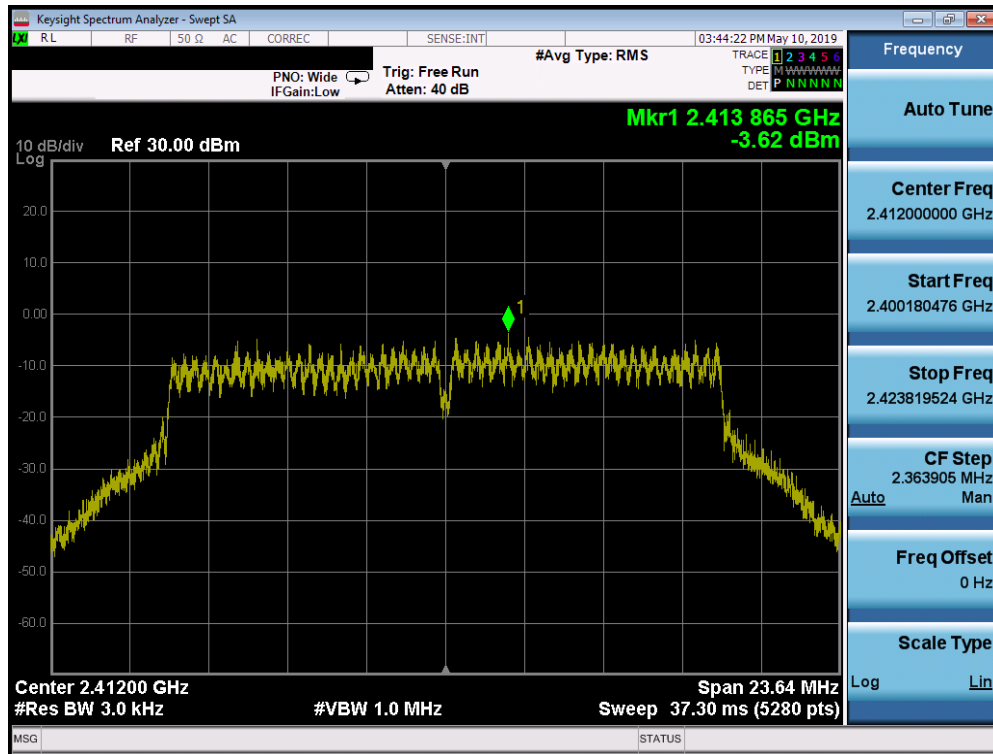 Keysight Spectrum Analyzer - Swept SA
LXI RL RF 50 Ω AC CORREC SENSE:INT 03:44:22 PM May 10, 2019
#Avg Type: RMS TRACE 1 2 3 4 5 6
PNO: Wide Trig: Free Run TYPE M WWWWW
IFGain:Low Atten: 40 dB DET P N N N N N
Mkr1 2.413 865 GHz
-3.62 dBm
10 dB/div Ref 30.00 dBm
Log
20.0
10.0
0.00
-10.0
-20.0
-30.0
-40.0
-50.0
-60.0
1
Center 2.41200 GHz Span 23.64 MHz
#Res BW 3.0 kHz #VBW 1.0 MHz Sweep 37.30 ms (5280 pts)
MSG STATUS
Frequency
Auto Tune
Center Freq
2.412000000 GHz
Start Freq
2.400180476 GHz
Stop Freq
2.423819524 GHz
CF Step
2.363905 MHz
Auto Man
Freq Offset
0 Hz
Scale Type
Log Lin